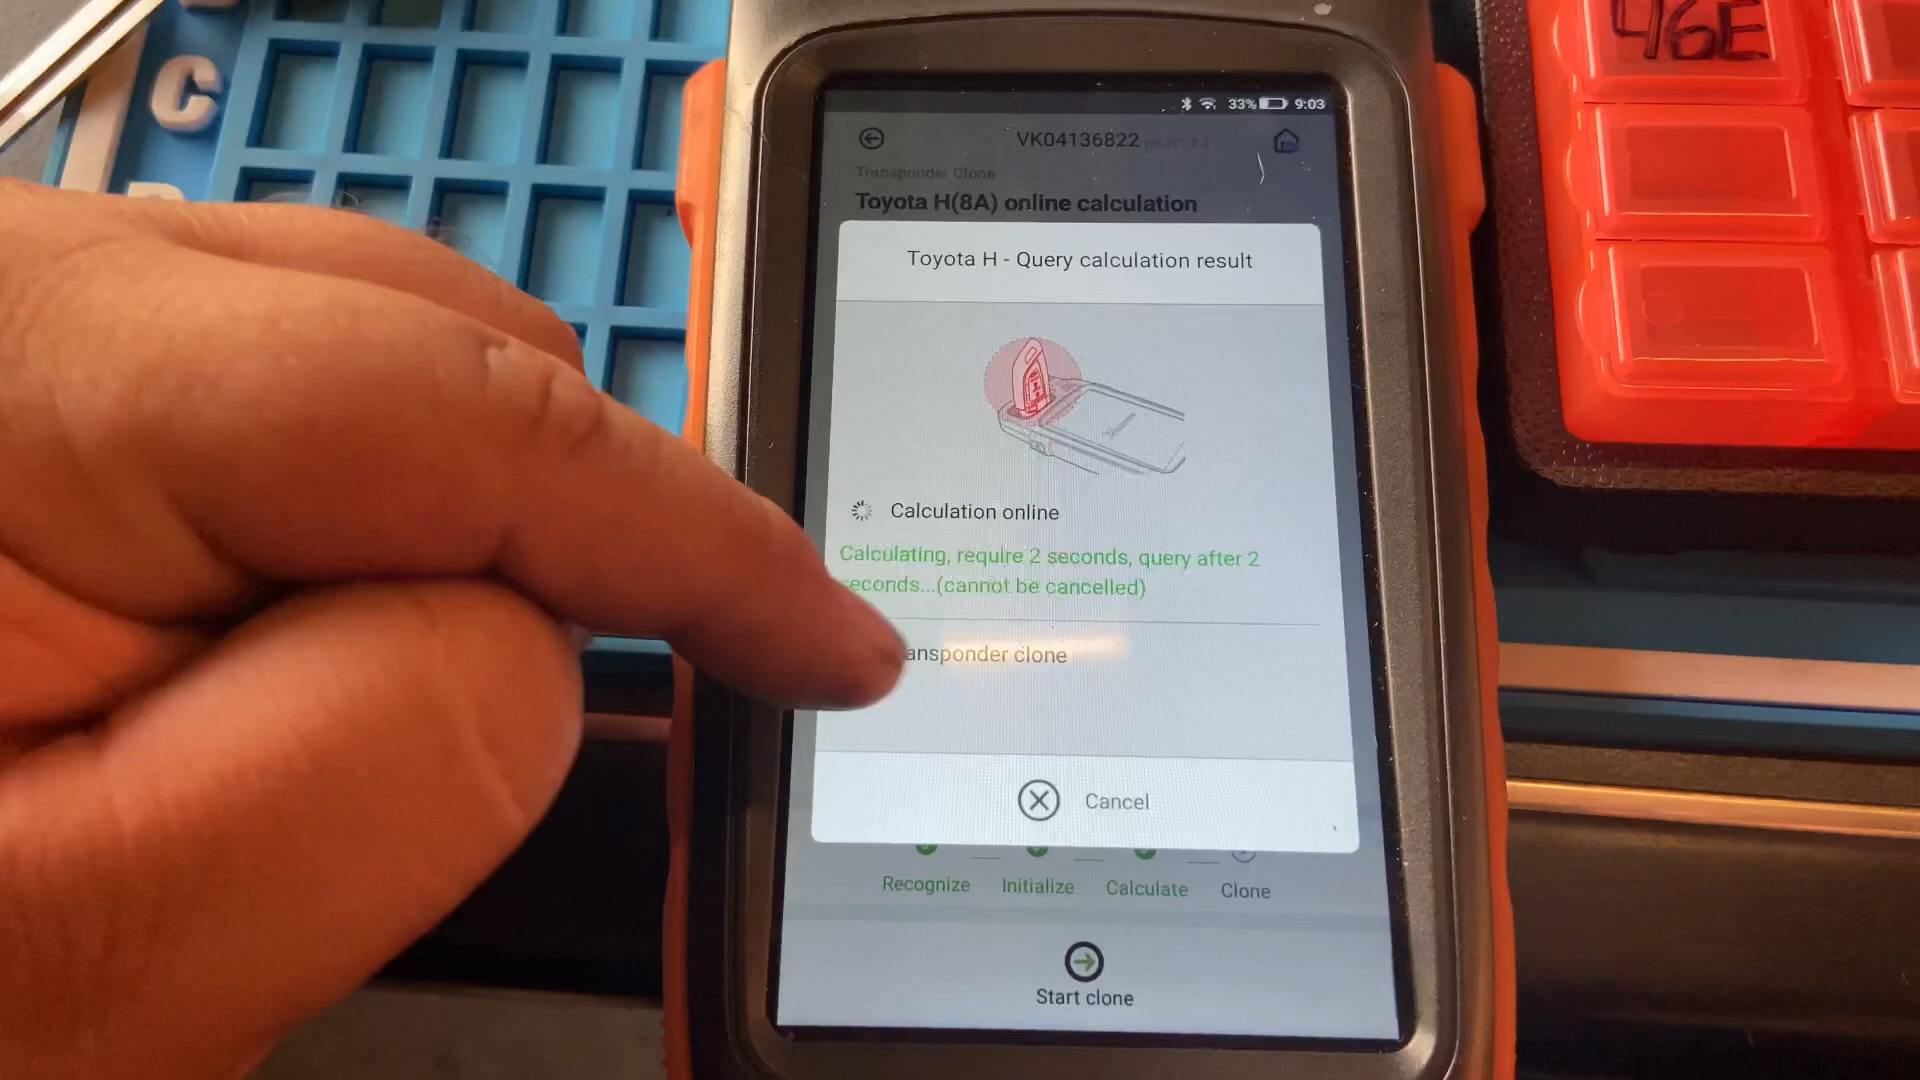 46E
C
33% 9:03
VK04136822
Transponder Clone
Toyota H(8A) online calculation
Toyota H - Query calculation result
Calculation online
Calculating, require 2 seconds, query after 2
econds...(cannot be cancelled)
ansponder clone
Cancel
Recognize Initialize Calculate Clone
Start clone